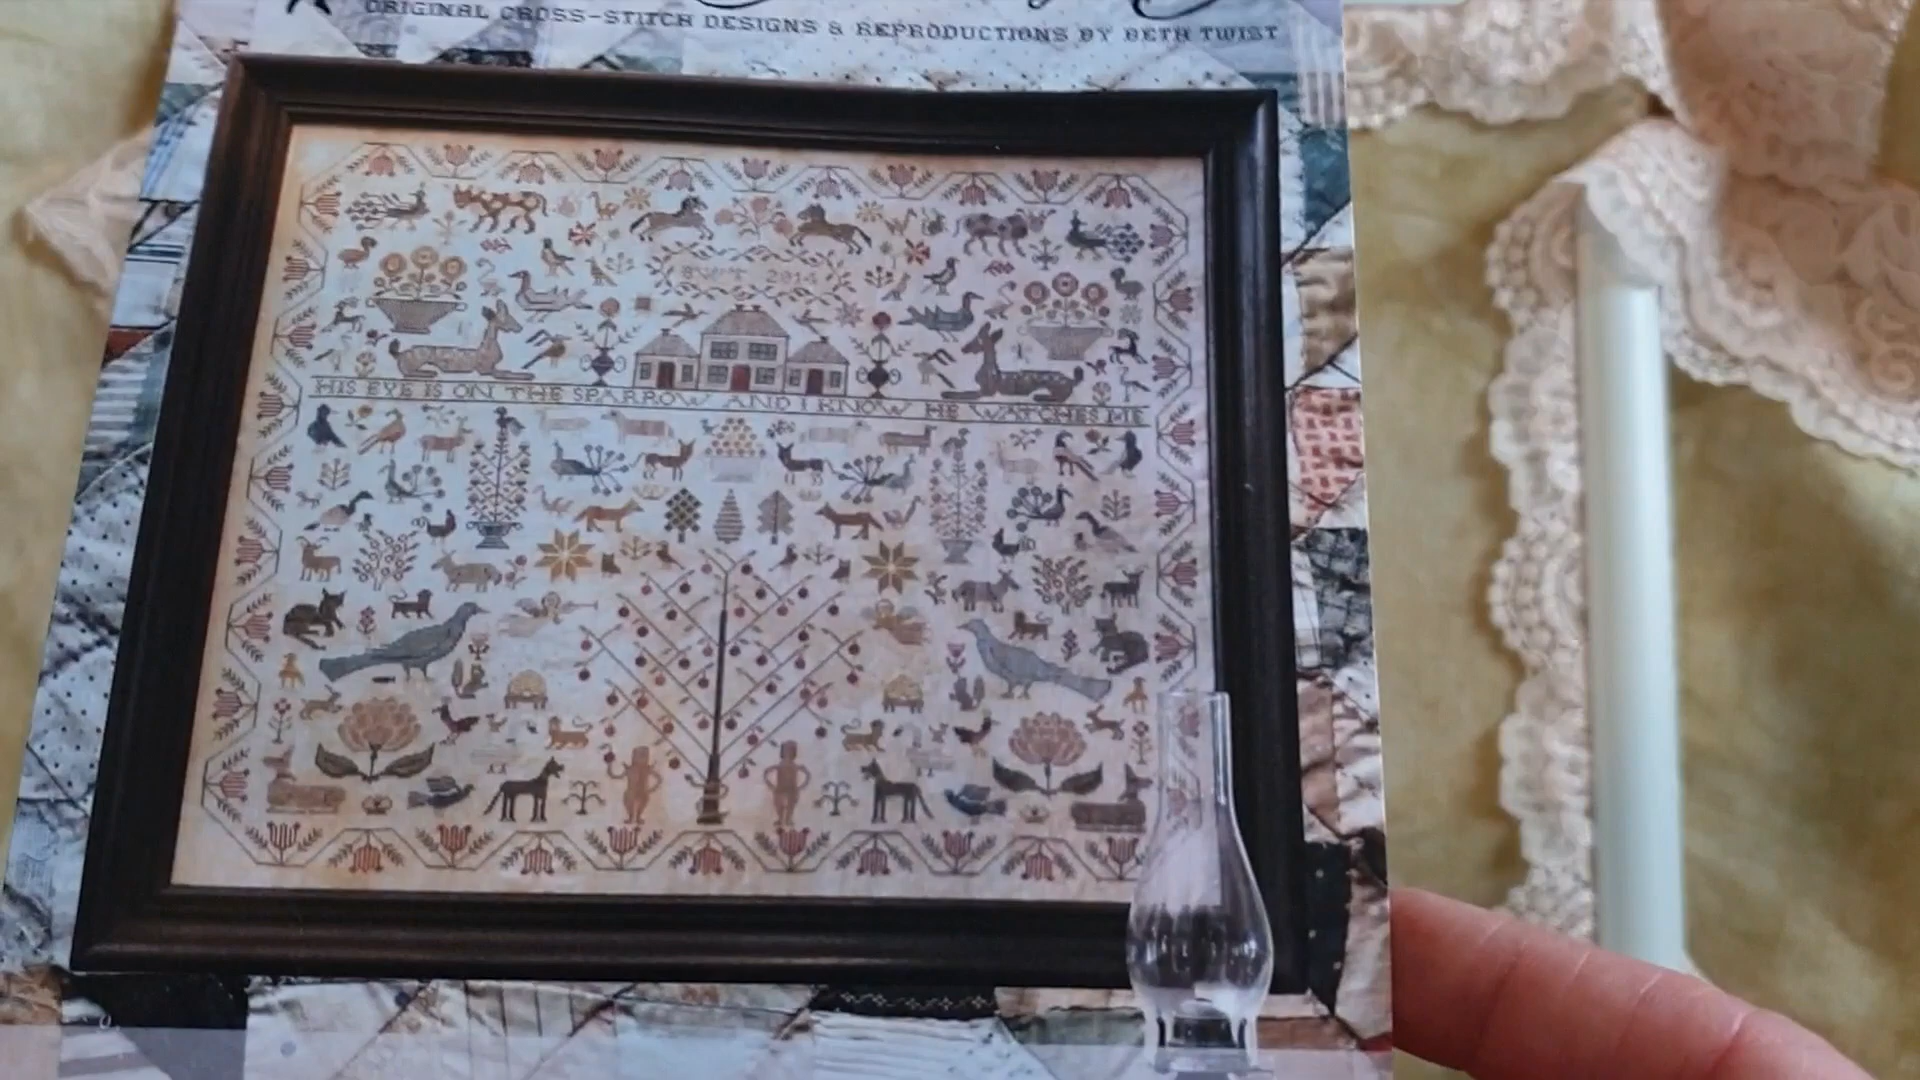 ORIGINAL CROSS-STITCH DESIGNS & REPRODUCTIONS BY BETH TWIST
2014
HIS EYE IS ON THE SPARROW AND I KNOW HE WATCHES ME